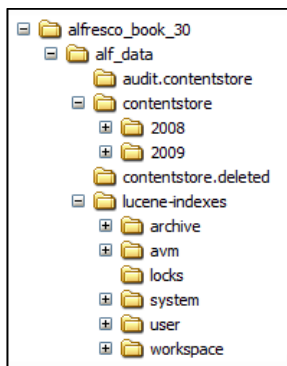 alfresco_book_30
alf_data
audit.contentstore
contentstore
2008
2009
contentstore.deleted
lucene-indexes
archive
avm
locks
system
user
workspace